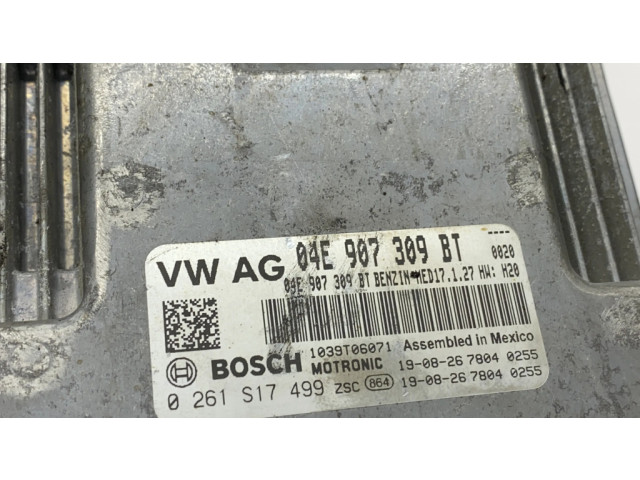 VW AG 04E 907 309 BT ----
0020
04E 907 309 BT BENZIN MED17.1.27 HW: H20
1039T06071 Assembled in Mexico
BOSCH MOTRONIC 19-08-26 7804 0255
0 261 S17 499 ZSC 864 19-08-26 7804 0255